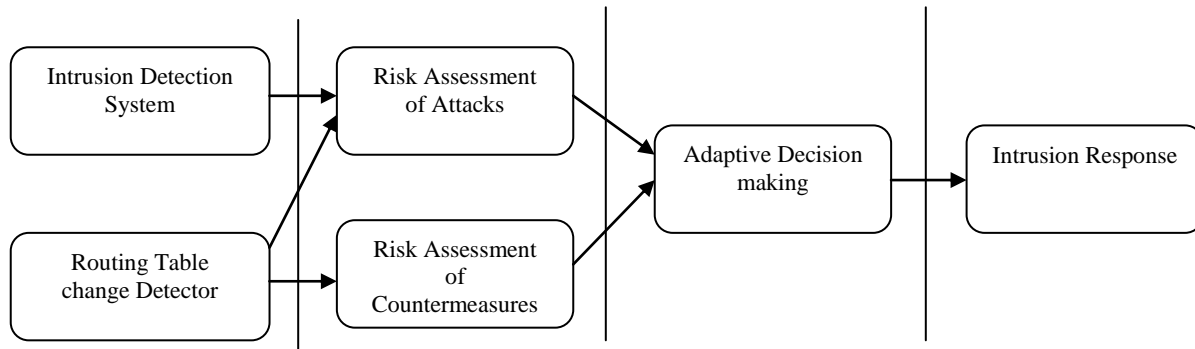 Intrusion Detection
System
Risk Assessment
of Attacks
Adaptive Decision
making
Intrusion Response
Routing Table
change Detector
Risk Assessment
of
Countermeasures